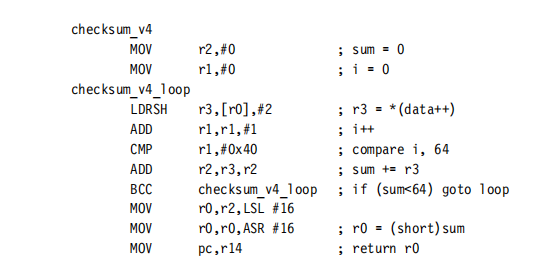 checksum_v4
MOV r2,#0 ; sum = 0
MOV r1,#0 ; i = 0
checksum_v4_loop
LDRSH r3,[r0],#2 ; r3 = *(data++)
ADD r1,r1,#1 ; i++
CMP r1,#0x40 ; compare i, 64
ADD r2,r3,r2 ; sum += r3
BCC checksum_v4_loop ; if (sum<64) goto loop
MOV r0,r2,LSL #16
MOV r0,r0,ASR #16 ; r0 = (short)sum
MOV pc,r14 ; return r0